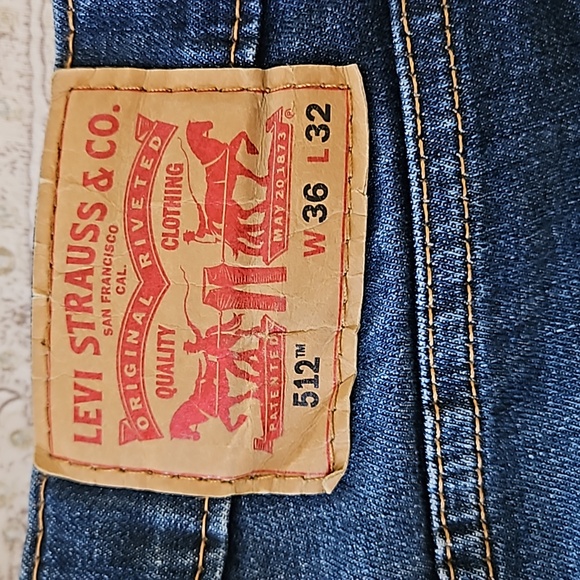 LEVI STRAUSS & CO.
SAN FRANCISCO
CAL.
ORIGINAL RIVETED
QUALITY CLOTHING
PATENTED MAY 20 1873
®
512™ W 36 L 32